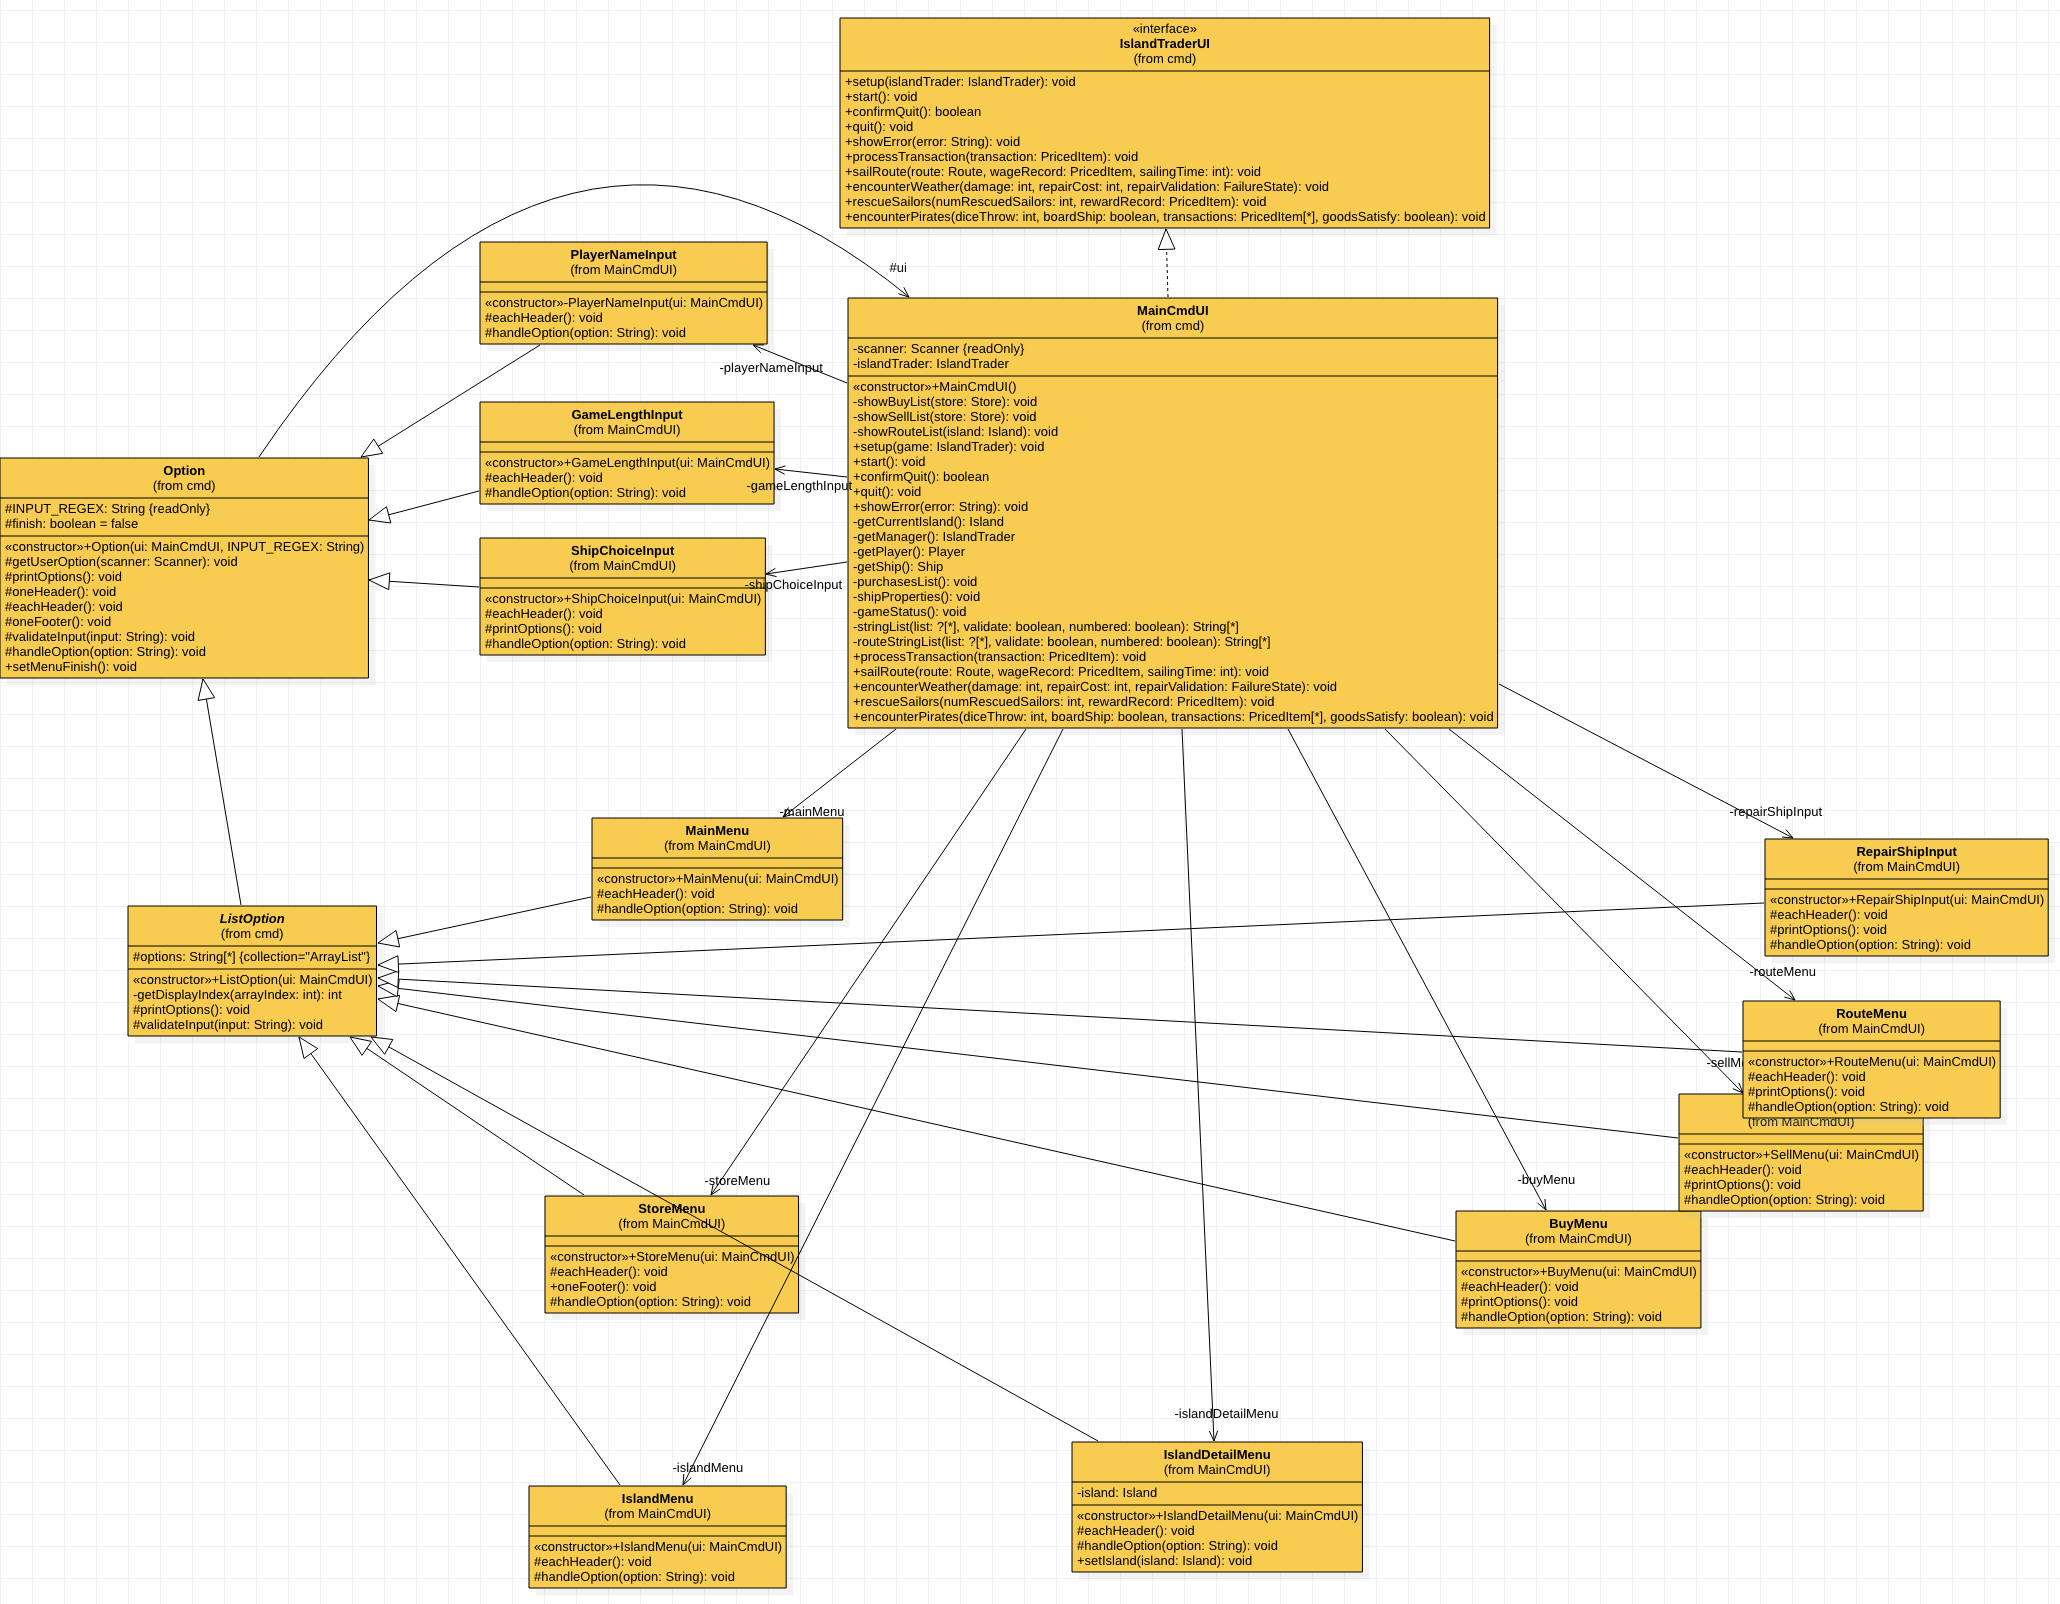 «interface»
IslandTraderUI
(from cmd)
+setup(islandTrader: IslandTrader): void
+start(): void
+confirmQuit(): boolean
+quit(): void
+showError(error: String): void
+processTransaction(transaction: PricedItem): void
+sailRoute(route: Route, wageRecord: PricedItem, sailingTime: int): void
+encounterWeather(damage: int, repairCost: int, repairValidation: FailureState): void
+rescueSailors(numRescuedSailors: int, rewardRecord: PricedItem): void
+encounterPirates(diceThrow: int, boardShip: boolean, transactions: PricedItem[*], goodsSatisfy: boolean): void
#ui
PlayerNameInput
(from MainCmdUI)
«constructor»-PlayerNameInput(ui: MainCmdUI)
#eachHeader(): void
#handleOption(option: String): void
-playerNameInput
GameLengthInput
(from MainCmdUI)
«constructor»+GameLengthInput(ui: MainCmdUI)
#eachHeader(): void
#handleOption(option: String): void
-gameLengthInput
ShipChoiceInput
(from MainCmdUI)
«constructor»+ShipChoiceInput(ui: MainCmdUI)
#eachHeader(): void
#printOptions(): void
#handleOption(option: String): void
-shipChoiceInput
MainCmdUI
(from cmd)
-scanner: Scanner {readOnly}
-islandTrader: IslandTrader
«constructor»+MainCmdUI()
-showBuyList(store: Store): void
-showSellList(store: Store): void
-showRouteList(island: Island): void
+setup(game: IslandTrader): void
+start(): void
+confirmQuit(): boolean
+quit(): void
+showError(error: String): void
-getCurrentIsland(): Island
-getManager(): IslandTrader
-getPlayer(): Player
-getShip(): Ship
-purchasesList(): void
-shipProperties(): void
-gameStatus(): void
-stringList(list: ?[*], validate: boolean, numbered: boolean): String[*]
-routeStringList(list: ?[*], validate: boolean, numbered: boolean): String[*]
+processTransaction(transaction: PricedItem): void
+sailRoute(route: Route, wageRecord: PricedItem, sailingTime: int): void
+encounterWeather(damage: int, repairCost: int, repairValidation: FailureState): void
+rescueSailors(numRescuedSailors: int, rewardRecord: PricedItem): void
+encounterPirates(diceThrow: int, boardShip: boolean, transactions: PricedItem[*], goodsSatisfy: boolean): void
Option
(from cmd)
#INPUT_REGEX: String {readOnly}
#finish: boolean = false
«constructor»+Option(ui: MainCmdUI, INPUT_REGEX: String)
#getUserOption(scanner: Scanner): void
#printOptions(): void
#oneHeader(): void
#eachHeader(): void
#oneFooter(): void
#validateInput(input: String): void
#handleOption(option: String): void
+setMenuFinish(): void
-mainMenu
MainMenu
(from MainCmdUI)
«constructor»+MainMenu(ui: MainCmdUI)
#eachHeader(): void
#handleOption(option: String): void
-repairShipInput
RepairShipInput
(from MainCmdUI)
«constructor»+RepairShipInput(ui: MainCmdUI)
#eachHeader(): void
#printOptions(): void
#handleOption(option: String): void
ListOption
(from cmd)
#options: String[*] {collection="ArrayList"}
«constructor»+ListOption(ui: MainCmdUI)
-getDisplayIndex(arrayIndex: int): int
#printOptions(): void
#validateInput(input: String): void
-routeMenu
RouteMenu
(from MainCmdUI)
«constructor»+RouteMenu(ui: MainCmdUI)
#eachHeader(): void
#printOptions(): void
#handleOption(option: String): void
(from MainCmdUI)
«constructor»+SellMenu(ui: MainCmdUI)
#eachHeader(): void
#printOptions(): void
#handleOption(option: String): void
-storeMenu
StoreMenu
(from MainCmdUI)
«constructor»+StoreMenu(ui: MainCmdUI)
#eachHeader(): void
+oneFooter(): void
#handleOption(option: String): void
-buyMenu
BuyMenu
(from MainCmdUI)
«constructor»+BuyMenu(ui: MainCmdUI)
#eachHeader(): void
#printOptions(): void
#handleOption(option: String): void
-islandDetailMenu
IslandDetailMenu
(from MainCmdUI)
-island: Island
«constructor»+IslandDetailMenu(ui: MainCmdUI)
#eachHeader(): void
#handleOption(option: String): void
+setIsland(island: Island): void
-islandMenu
IslandMenu
(from MainCmdUI)
«constructor»+IslandMenu(ui: MainCmdUI)
#eachHeader(): void
#handleOption(option: String): void